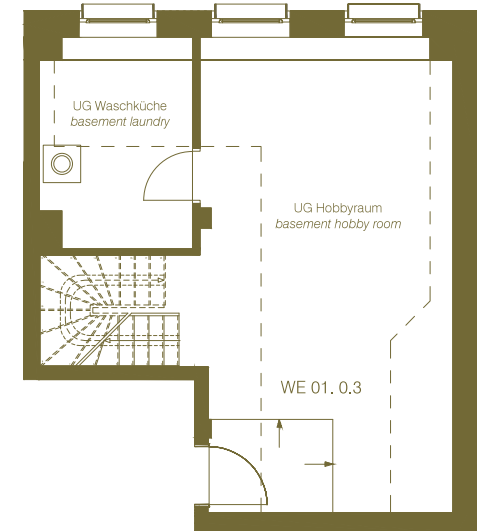 UG Waschküche
basement laundry
UG Hobbyraum
basement hobby room
WE 01. 0.3